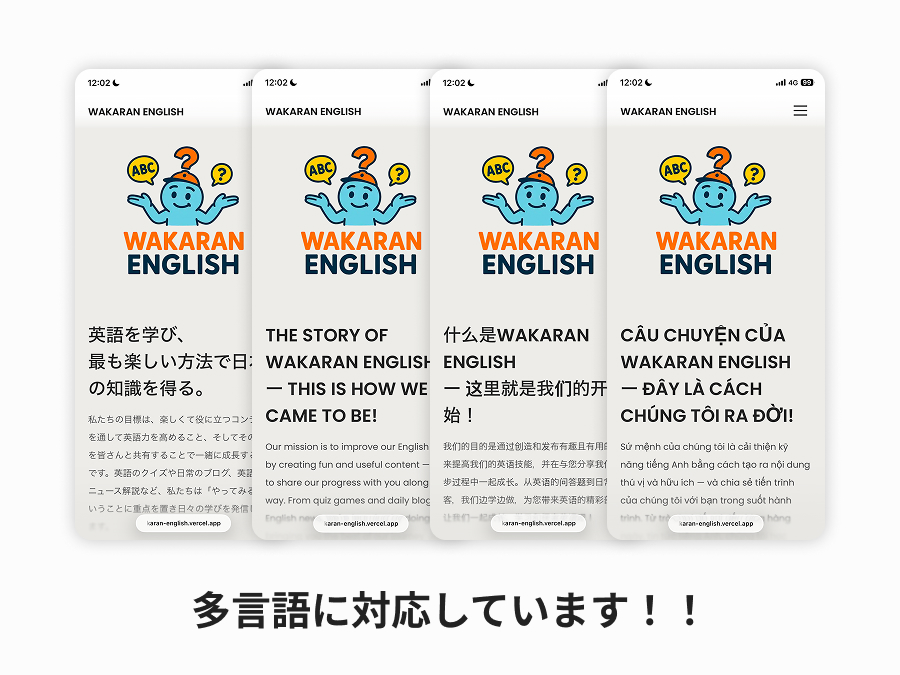 12:02
WAKARAN ENGLISH
ABC
?
?
WAKARAN
ENGLISH
英語を学び、
最も楽しい方法で日
の知識を得る。
私たちの目標は、楽しくて役に立つコン
を通して英語力を高めること、そしてその
を皆さんと共有することで一緒に成長する
です。英語のクイズや日常のブログ、英語
ニュース解説など、私たちは「やってみる
いうことに重点を置き日々の学びを発信
ます。
karan-english.vercel.app
12:02
WAKARAN ENGLISH
ABC
?
?
WAKARAN
ENGLISH
THE STORY OF
WAKARAN ENGLISH
— THIS IS HOW WE
CAME TO BE!
Our mission is to improve our English
by creating fun and useful content —
to share our progress with you along
way. From quiz games and daily blog
English new
doing
karan-english.vercel.app
12:02
WAKARAN ENGLISH
ABC
?
?
WAKARAN
ENGLISH
什么是WAKARAN
ENGLISH
— 这里就是我们的开
始！
我们的目的是通过创造和发布有趣且有用的
来提高我们的英语技能，并在与您分享我们
步过程中一起成长。从英语的问答题到日常
客，我们边学边做，为您带来英语的精彩
让我们一起
karan-english.vercel.app
12:02
4G 99
WAKARAN ENGLISH
ABC
?
?
WAKARAN
ENGLISH
CÂU CHUYỆN CỦA
WAKARAN ENGLISH
— ĐÂY LÀ CÁCH
CHÚNG TÔI RA ĐỜI!
Sứ mệnh của chúng tôi là cải thiện kỹ
năng tiếng Anh bằng cách tạo ra nội dung
thú vị và hữu ích — và chia sẻ tiến trình
của chúng tôi với bạn trong suốt hành
trình. Từ
hàng
karan-english.vercel.app
多言語に対応しています！！